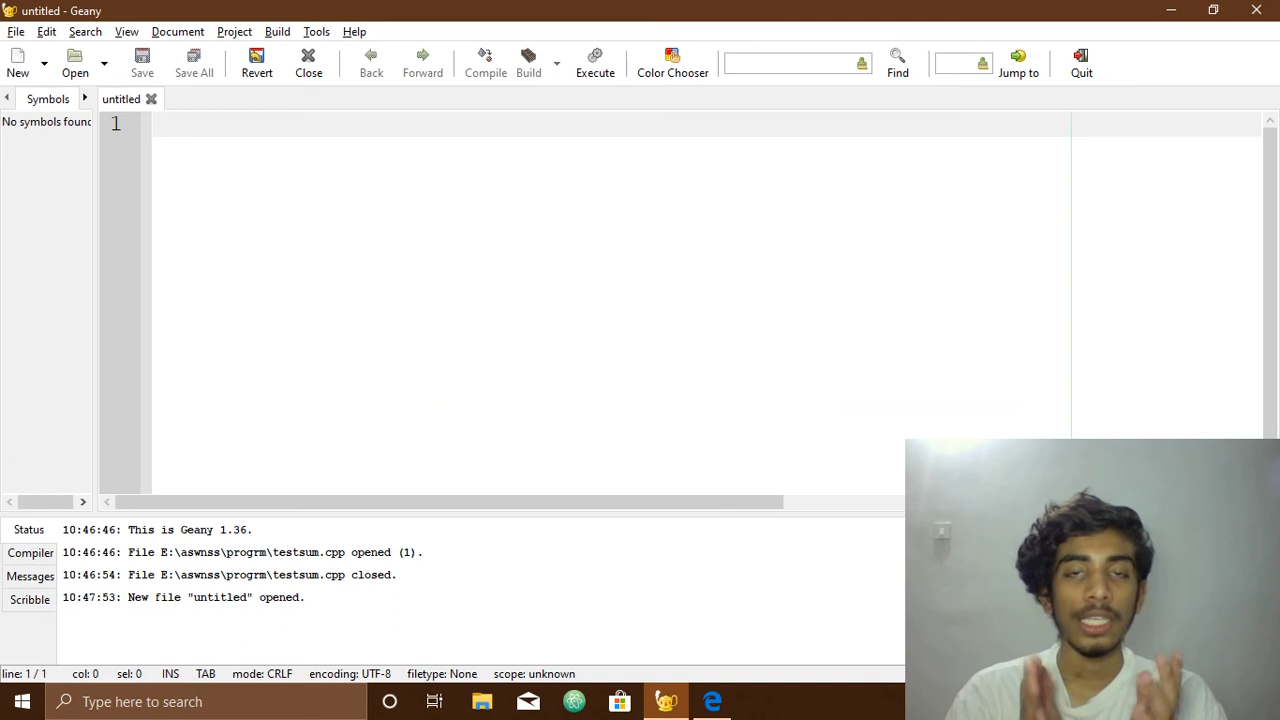 untitled - Geany
File Edit Search View Document Project Build Tools Help
New Open Save Save All Revert Close Back Forward Compile Build Execute Color Chooser Find Jump to Quit
Symbols untitled
No symbols found
1
Status
Compiler
Messages
Scribble
10:46:46: This is Geany 1.36.
10:46:46: File E:\aswnss\progrm\testsum.cpp opened (1).
10:46:54: File E:\aswnss\progrm\testsum.cpp closed.
10:47:53: New file "untitled" opened.
line: 1 / 1 col: 0 sel: 0 INS TAB mode: CRLF encoding: UTF-8 filetype: None scope: unknown
Type here to search